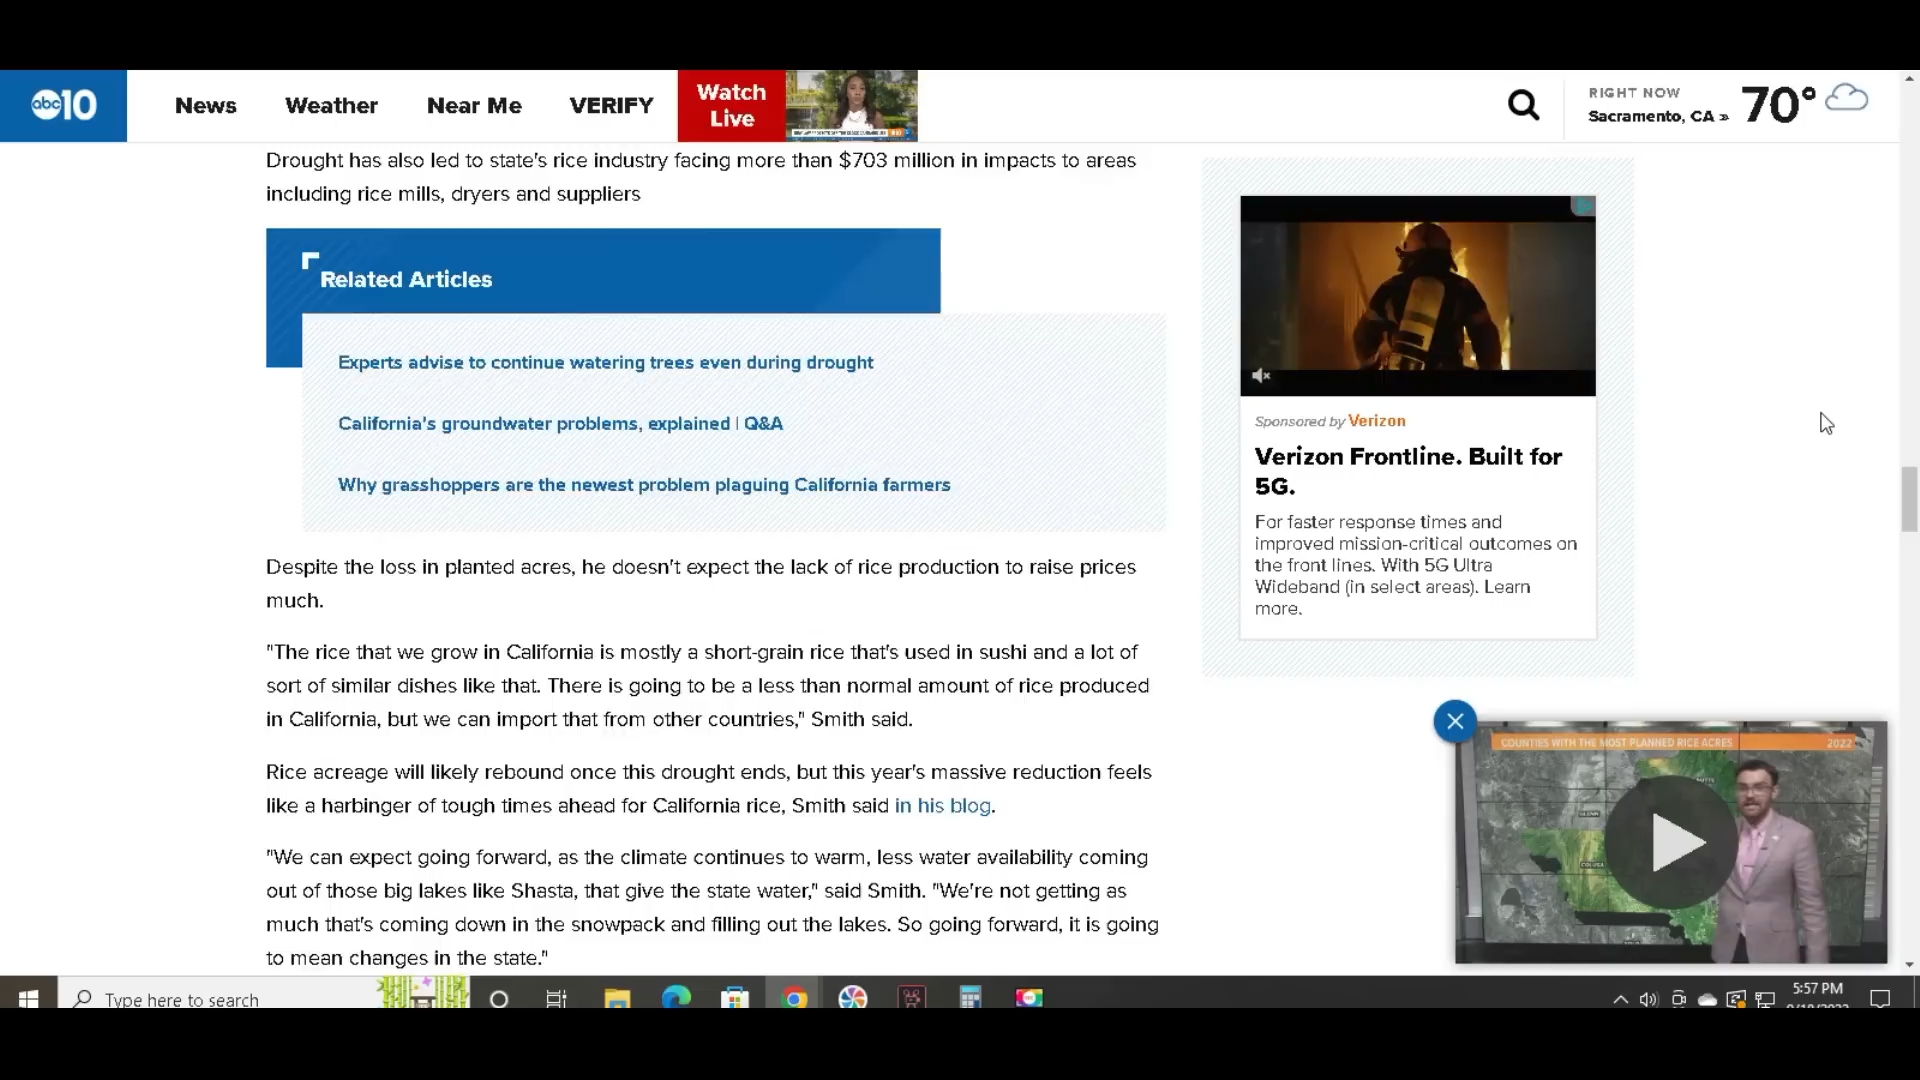 abc10
News
Weather
Near Me
VERIFY
Watch
Live
RIGHT NOW
Sacramento, CA »
70°
Drought has also led to state's rice industry facing more than $703 million in impacts to areas
including rice mills, dryers and suppliers
Related Articles
Experts advise to continue watering trees even during drought
California's groundwater problems, explained | Q&A
Why grasshoppers are the newest problem plaguing California farmers
Despite the loss in planted acres, he doesn't expect the lack of rice production to raise prices
much.
"The rice that we grow in California is mostly a short-grain rice that's used in sushi and a lot of
sort of similar dishes like that. There is going to be a less than normal amount of rice produced
in California, but we can import that from other countries," Smith said.
Rice acreage will likely rebound once this drought ends, but this year's massive reduction feels
like a harbinger of tough times ahead for California rice, Smith said in his blog.
"We can expect going forward, as the climate continues to warm, less water availability coming
out of those big lakes like Shasta, that give the state water," said Smith. "We're not getting as
much that's coming down in the snowpack and filling out the lakes. So going forward, it is going
to mean changes in the state."
Sponsored by Verizon
Verizon Frontline. Built for
5G.
For faster response times and
improved mission-critical outcomes on
the front lines. With 5G Ultra
Wideband (in select areas). Learn
more.
COUNTIES WITH THE MOST PLANNED RICE ACRES 2022
GLENN
COLUSA
Type here to search
5:57 PM